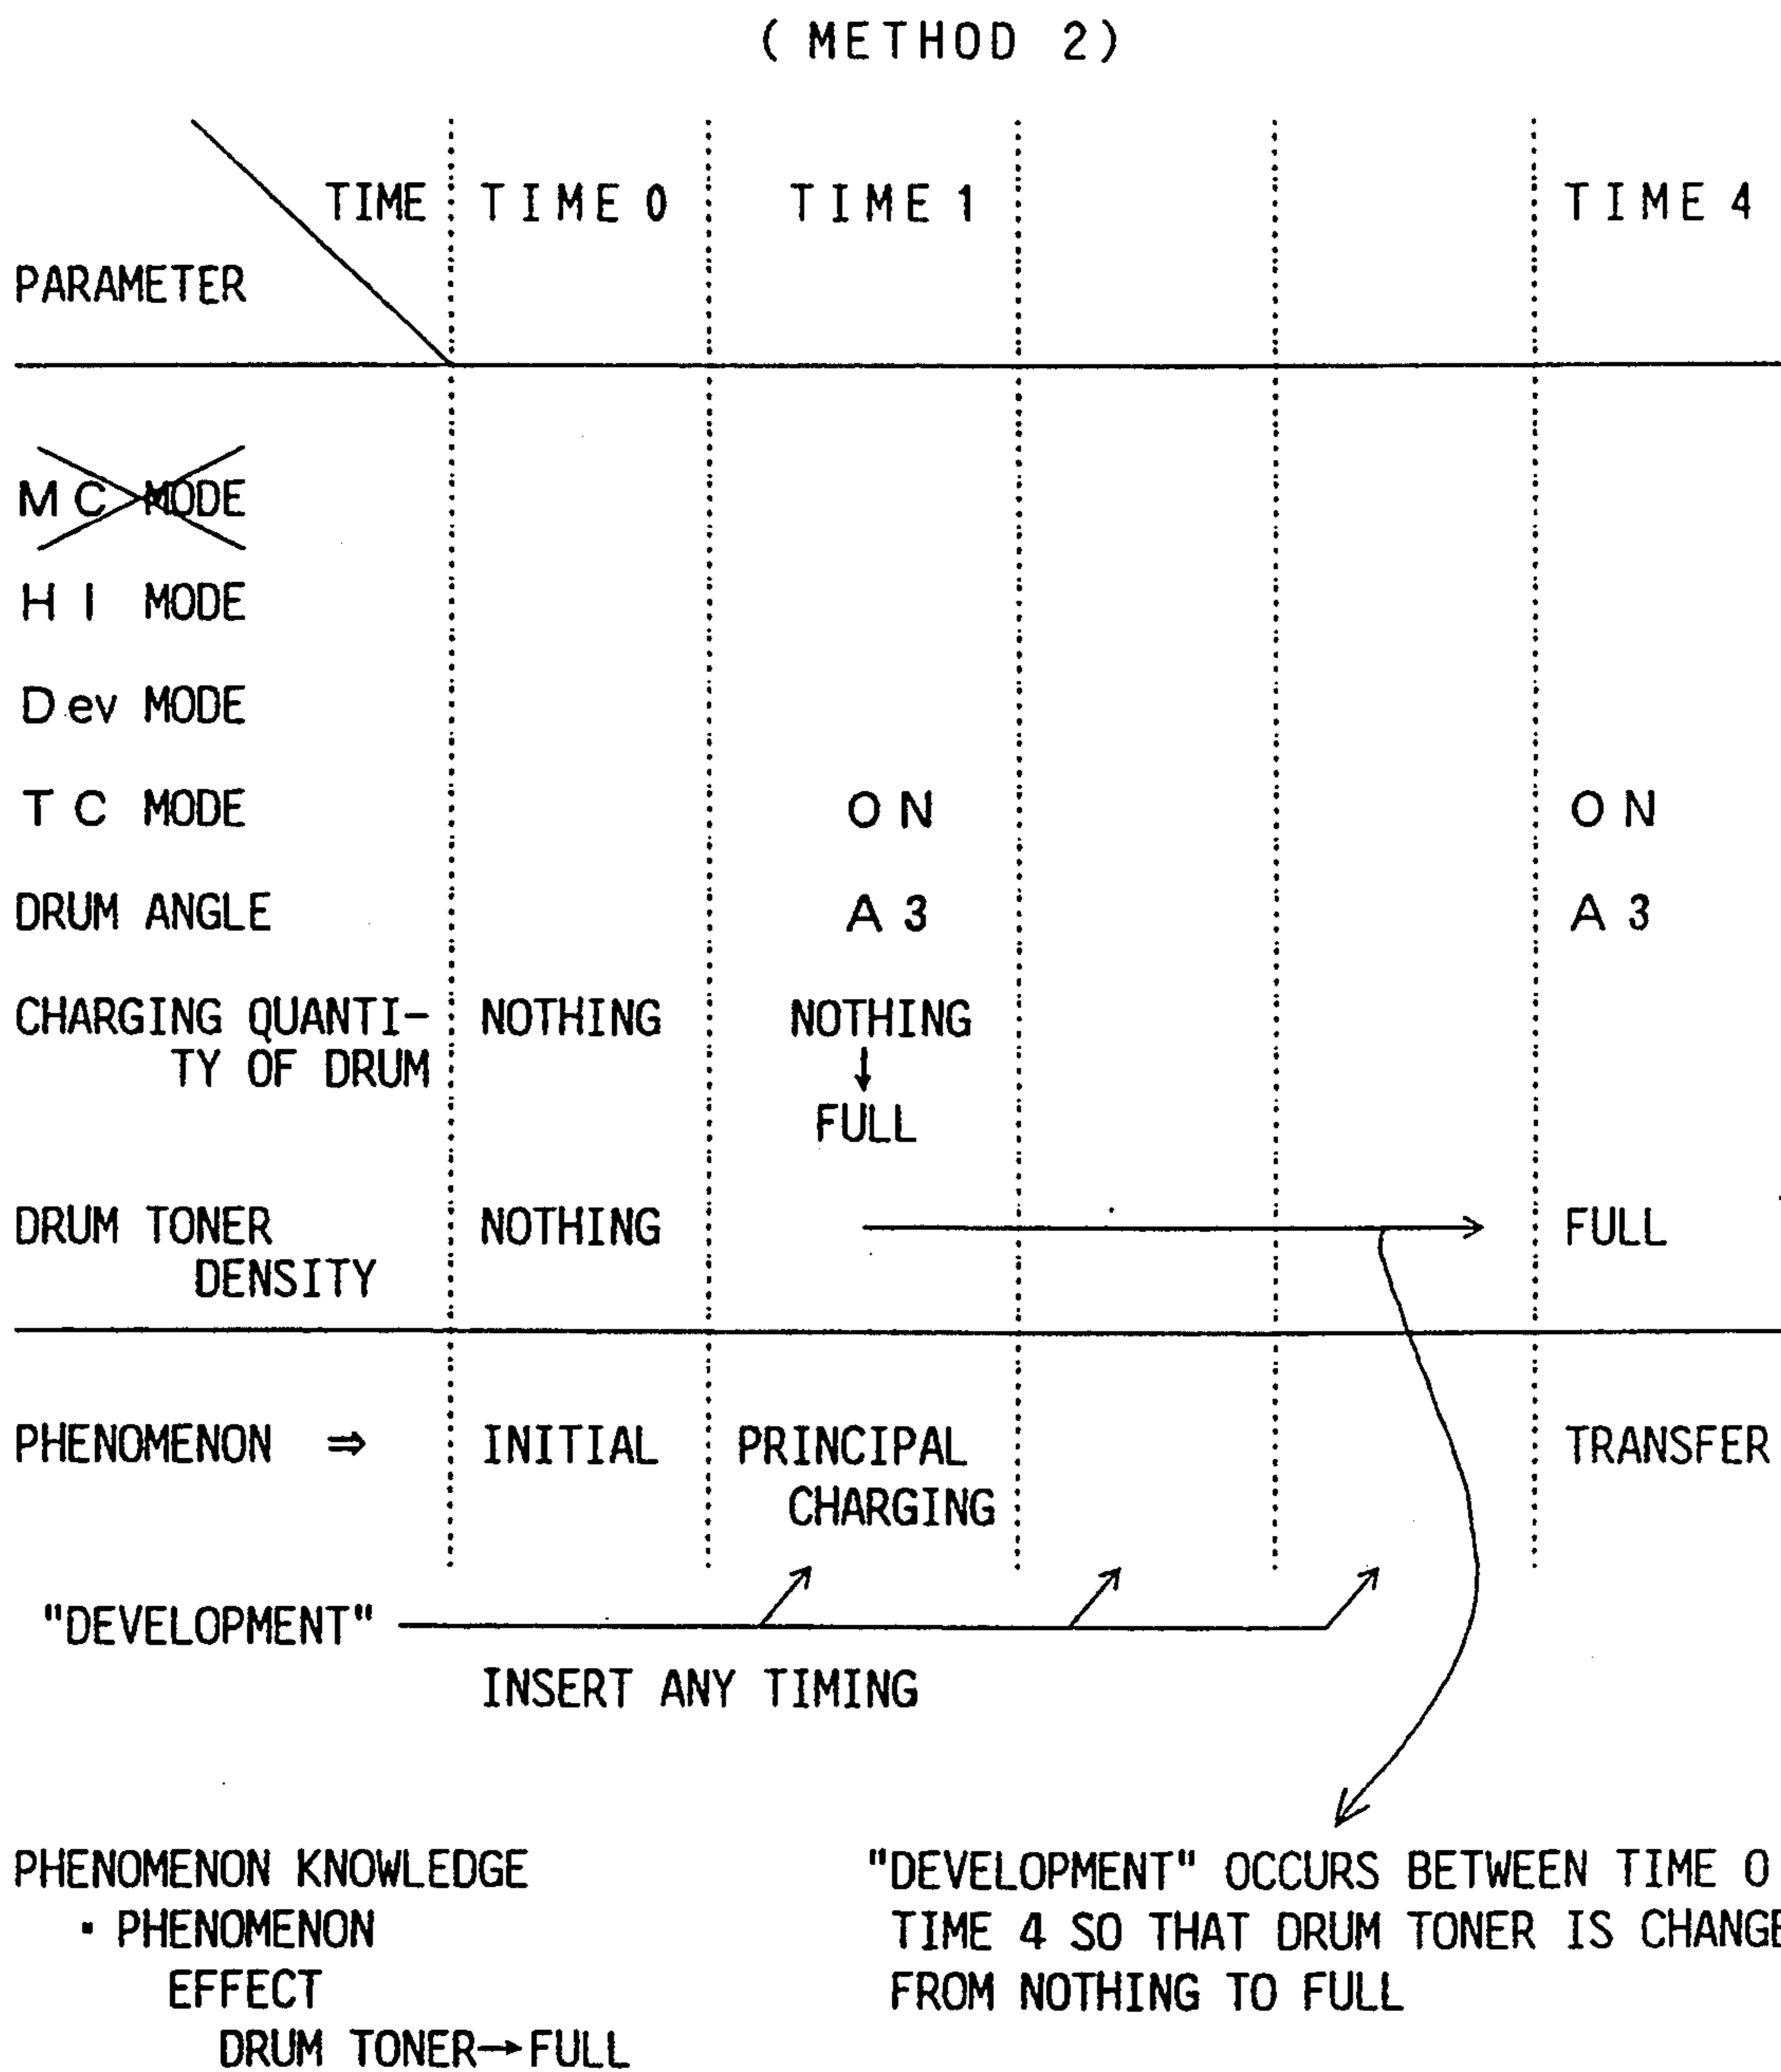 ( METHOD 2)
TIME TIME 0 TIME 1 TIME 4
PARAMETER
MC MODE
HI MODE
Dev MODE
TC MODE ON ON
DRUM ANGLE A3 A3
CHARGING QUANTI- NOTHING NOTHING
TY OF DRUM ↓
FULL
DRUM TONER NOTHING FULL
DENSITY
PHENOMENON ⇒ INITIAL PRINCIPAL TRANSFER
CHARGING
"DEVELOPMENT"
INSERT ANY TIMING
PHENOMENON KNOWLEDGE
▪ PHENOMENON
EFFECT
DRUM TONER→FULL
"DEVELOPMENT" OCCURS BETWEEN TIME 0
TIME 4 SO THAT DRUM TONER IS CHANGE
FROM NOTHING TO FULL